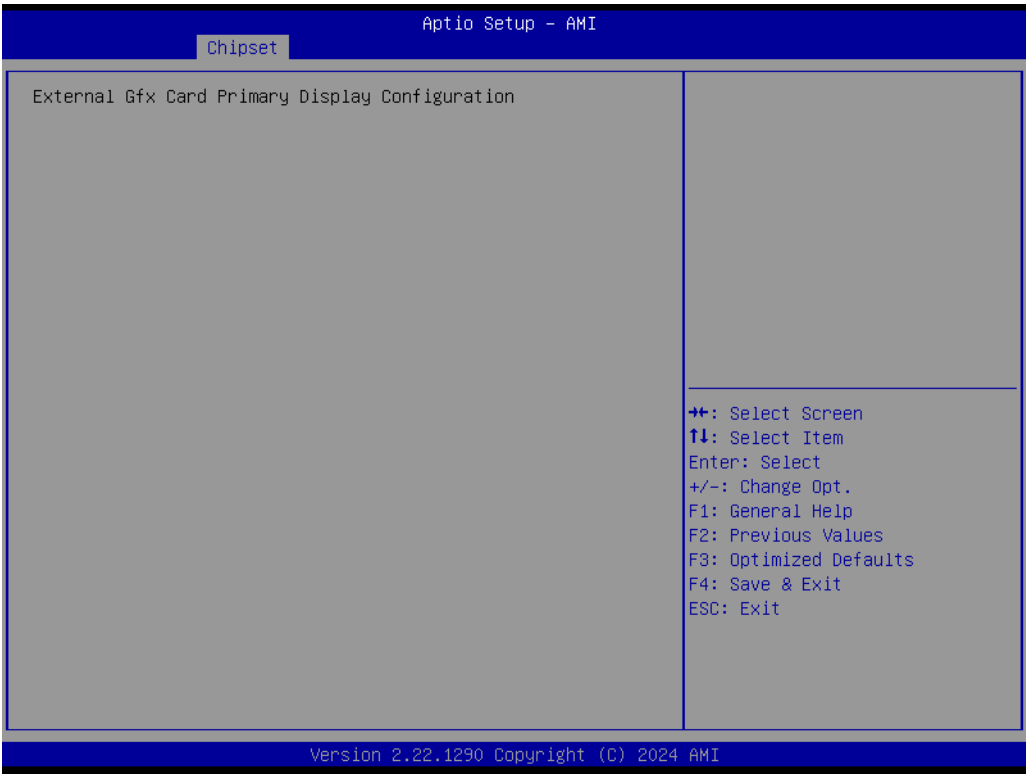 Aptio Setup - AMI
Chipset
External Gfx Card Primary Display Configuration
→←: Select Screen
↑↓: Select Item
Enter: Select
+/-: Change Opt.
F1: General Help
F2: Previous Values
F3: Optimized Defaults
F4: Save & Exit
ESC: Exit
Version 2.22.1290 Copyright (C) 2024 AMI